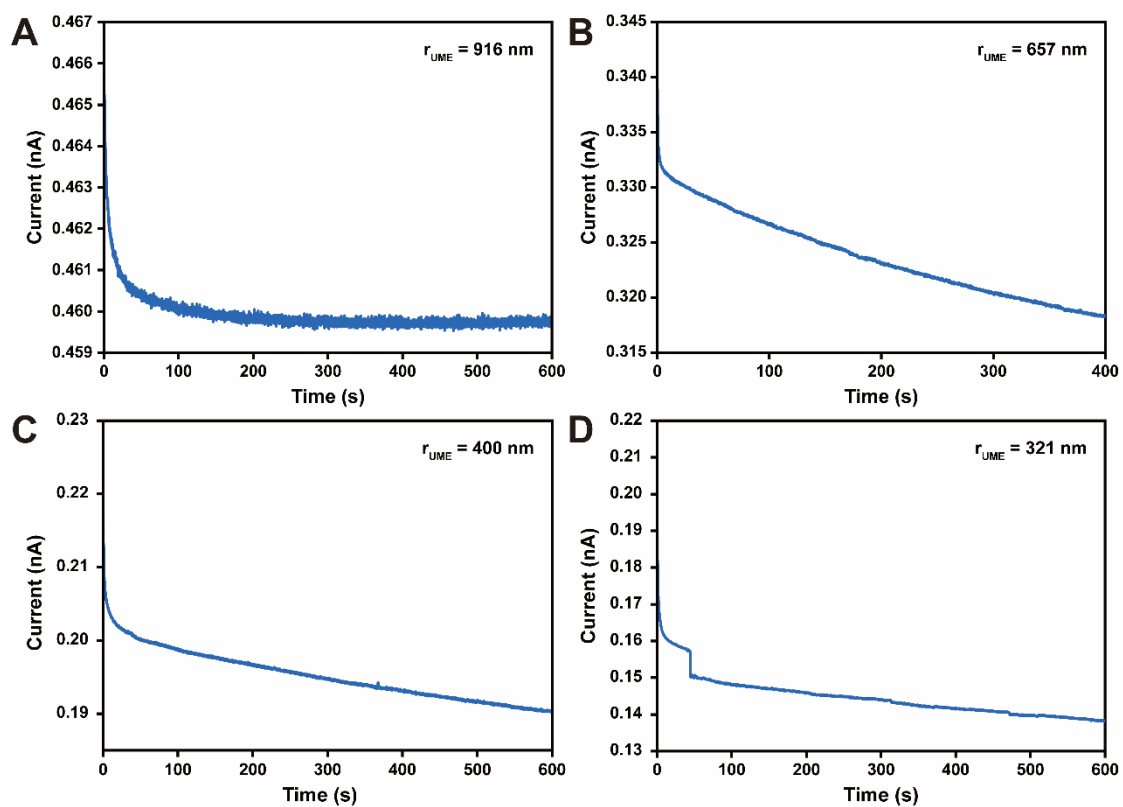 A
r_UME = 916 nm
0.467
0.466
0.465
0.464
0.463
0.462
0.461
0.460
0.459
Current (nA)
0 100 200 300 400 500 600
Time (s)
B
r_UME = 657 nm
0.345
0.340
0.335
0.330
0.325
0.320
0.315
Current (nA)
0 100 200 300 400
Time (s)
C
r_UME = 400 nm
0.23
0.22
0.21
0.20
0.19
Current (nA)
0 100 200 300 400 500 600
Time (s)
D
r_UME = 321 nm
0.22
0.21
0.20
0.19
0.18
0.17
0.16
0.15
0.14
0.13
Current (nA)
0 100 200 300 400 500 600
Time (s)